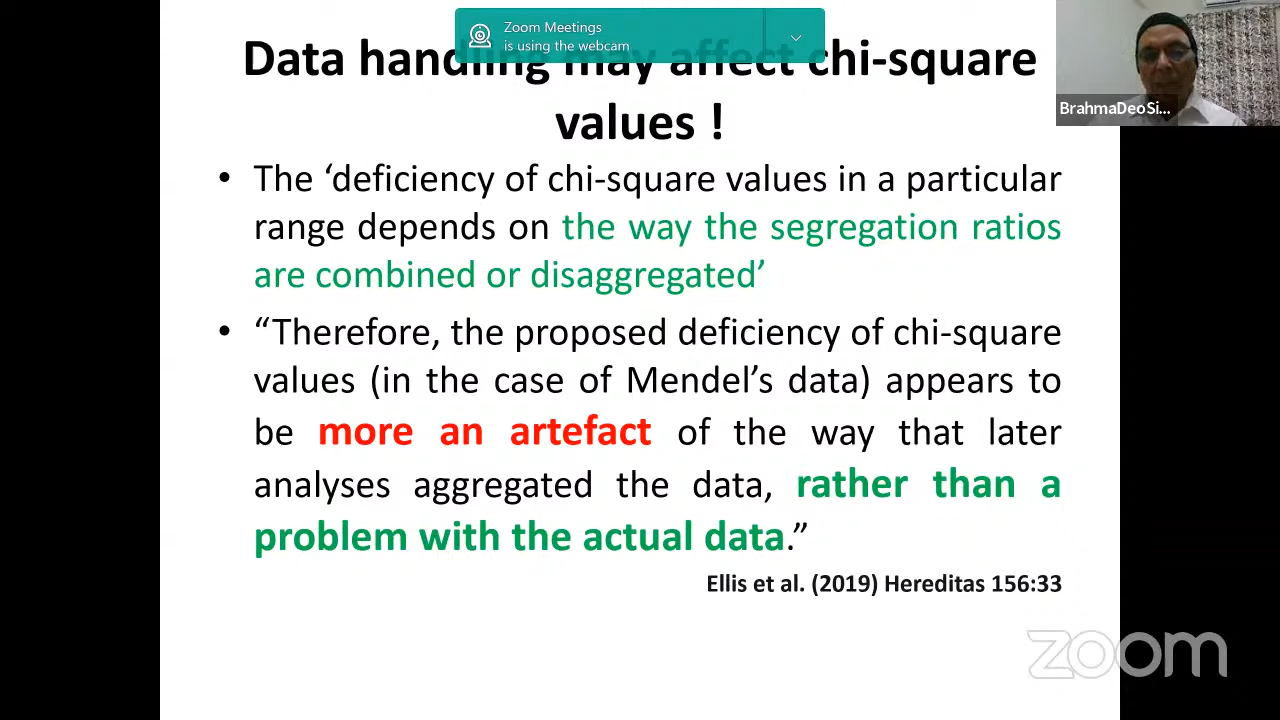 Zoom Meetings
is using the webcam
Data handling may affect chi-square
values !
BrahmaDeoSi...
• The ‘deficiency of chi-square values in a particular
range depends on the way the segregation ratios
are combined or disaggregated’
• “Therefore, the proposed deficiency of chi-square
values (in the case of Mendel’s data) appears to
be more an artefact of the way that later
analyses aggregated the data, rather than a
problem with the actual data.”
Ellis et al. (2019) Hereditas 156:33
zoom